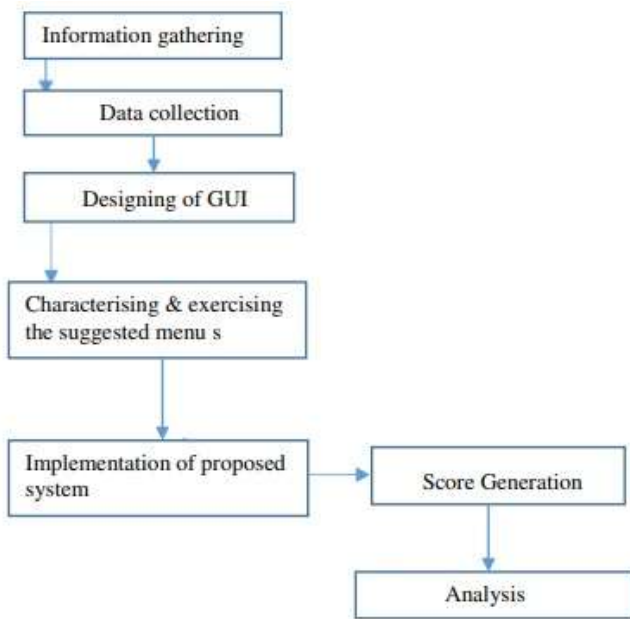 Information gathering
Data collection
Designing of GUI
Characterising & exercising
the suggested menu s
Implementation of proposed
system
Score Generation
Analysis